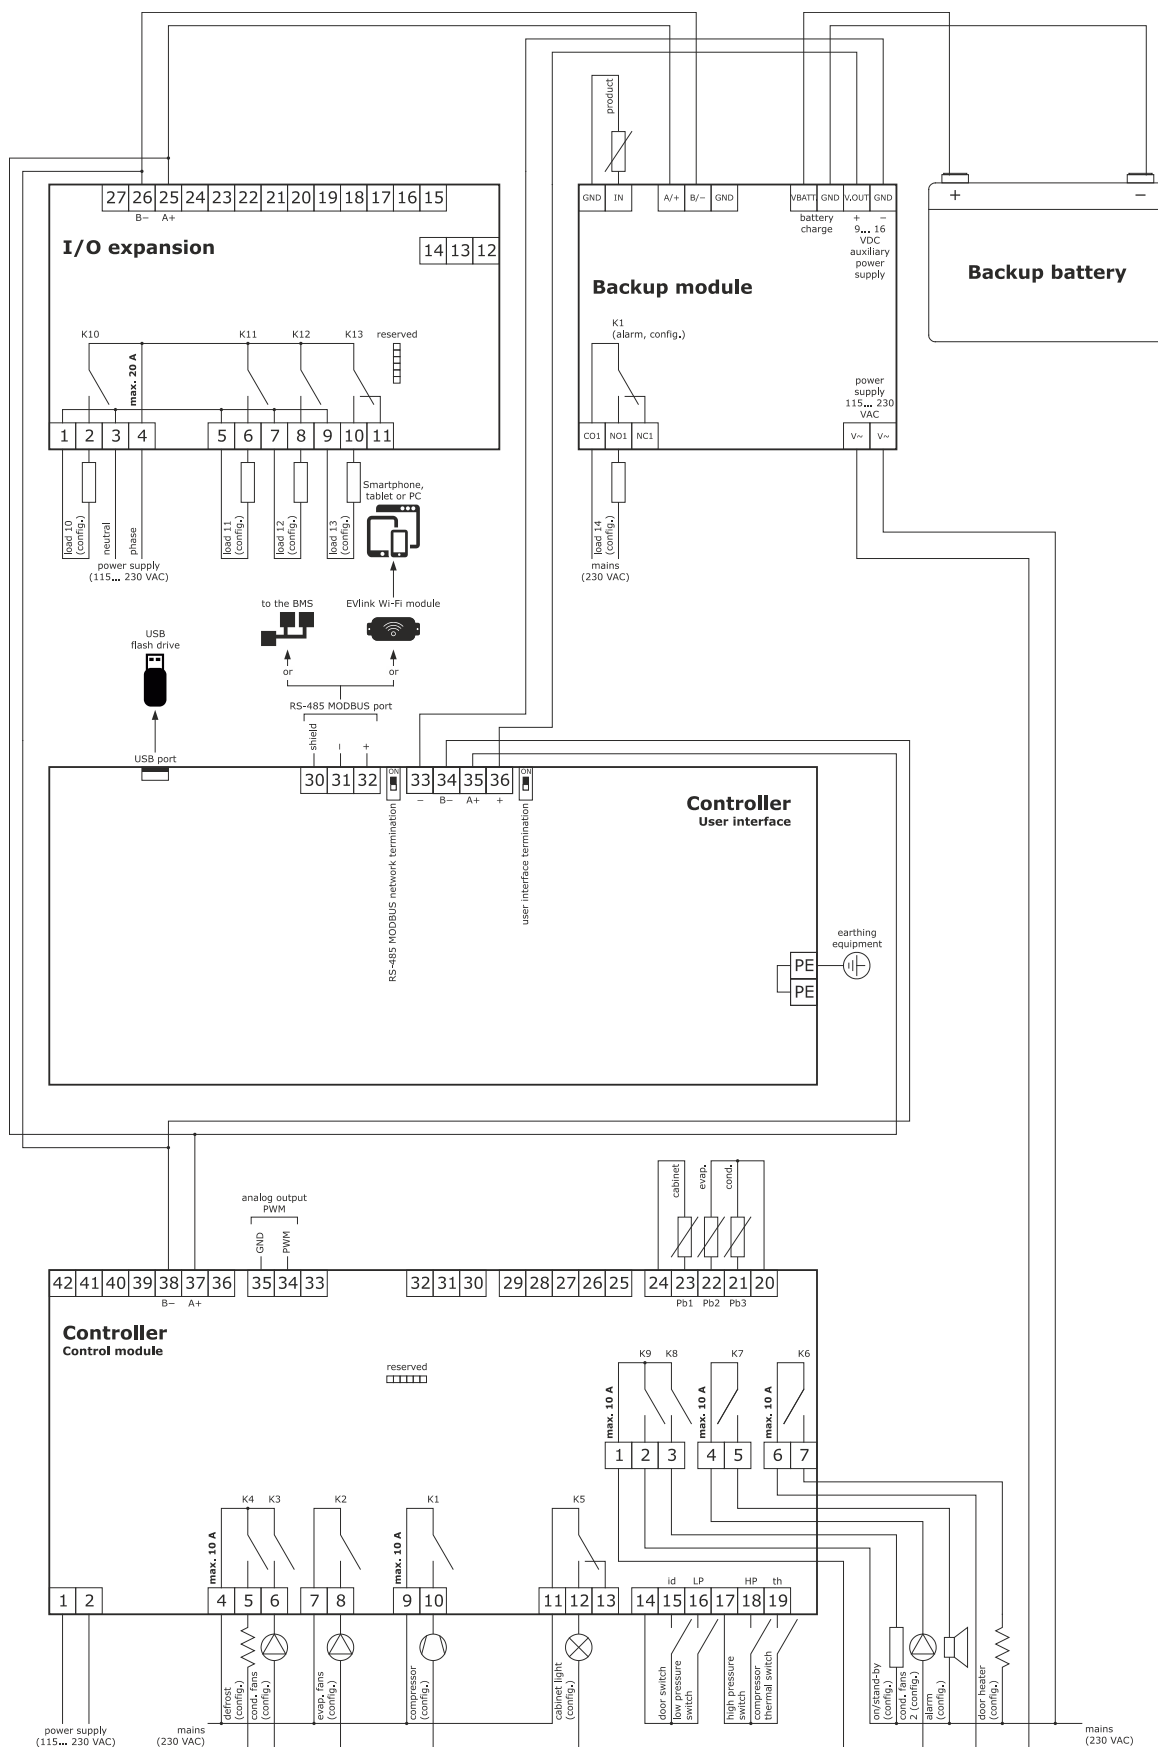 product
27 26 25 24 23 22 21 20 19 18 17 16 15
B− A+
I/O expansion
14 13 12
K10 K11 K12 K13 reserved
max. 20 A
1 2 3 4 5 6 7 8 9 10 11
load 10
(config.)
neutral
phase
power supply
(115... 230 VAC)
load 11
(config.)
load 12
(config.)
load 13
(config.)
GND IN A/+ B/− GND VBATT. GND V.OUT GND
battery
charge
+ −
9... 16
VDC
auxiliary
power
supply
Backup module
K1
(alarm, config.)
power
supply
115... 230
VAC
CO1 NO1 NC1 V~ V~
load 14
(config.)
mains
(230 VAC)
+ −
Backup battery
Smartphone,
tablet or PC
to the BMS
EVlink Wi-Fi module
or or
USB
flash drive
RS-485 MODBUS port
shield
−
+
USB port
30 31 32 ON 33 34 35 36 ON
− B− A+ +
RS-485 MODBUS network termination
user interface termination
Controller
User interface
earthing
equipment
PE
PE
cabinet
evap.
cond.
analog output
PWM
GND
PWM
42 41 40 39 38 37 36 35 34 33 32 31 30 29 28 27 26 25 24 23 22 21 20
B− A+ Pb1 Pb2 Pb3
Controller
Control module
reserved
K9 K8 K7 K6
max. 10 A
max. 10 A
max. 10 A
1 2 3 4 5 6 7
K4 K3 K2 K1 K5
max. 10 A
max. 10 A
id LP HP th
1 2 4 5 6 7 8 9 10 11 12 13 14 15 16 17 18 19
power supply
(115... 230 VAC)
mains
(230 VAC)
defrost
(config.)
cond. fans
(config.)
evap. fans
(config.)
compressor
(config.)
cabinet light
(config.)
door switch
low pressure
switch
high pressure
switch
compressor
thermal switch
on/stand-by
(config.)
cond. fans
2 (config.)
alarm
(config.)
door heater
(config.)
mains
(230 VAC)